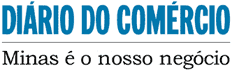 DIÁRIO DO COMÉRCIO
Minas é o nosso negócio